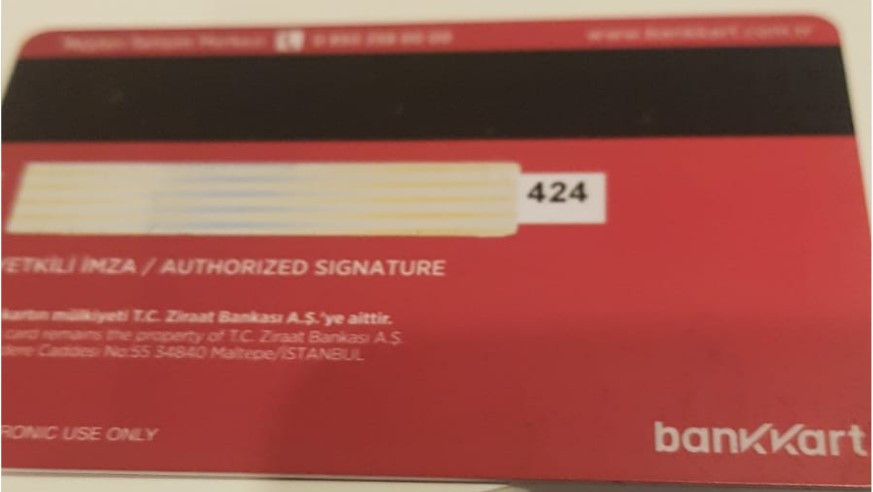 www.bankkart.com.tr
424
YETKİLİ İMZA / AUTHORIZED SIGNATURE
kartın mülkiyeti T.C. Ziraat Bankası A.Ş.'ye aittir.
card remains the property of T.C. Ziraat Bankası A.Ş.
dere Caddesi No:55 34840 Maltepe/İSTANBUL
RONIC USE ONLY
bankkart